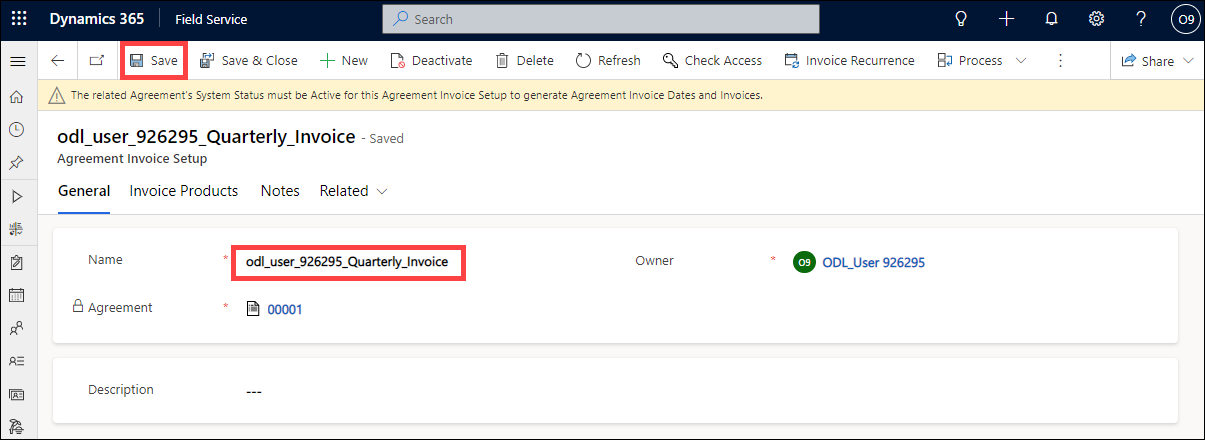 Dynamics 365 Field Service Search ? O9
Save Save & Close New Deactivate Delete Refresh Check Access Invoice Recurrence Process Share
The related Agreement's System Status must be Active for this Agreement Invoice Setup to generate Agreement Invoice Dates and Invoices.
odl_user_926295_Quarterly_Invoice - Saved
Agreement Invoice Setup
General Invoice Products Notes Related
Name * odl_user_926295_Quarterly_Invoice Owner * O9 ODL_User 926295
Agreement * 00001
Description ---